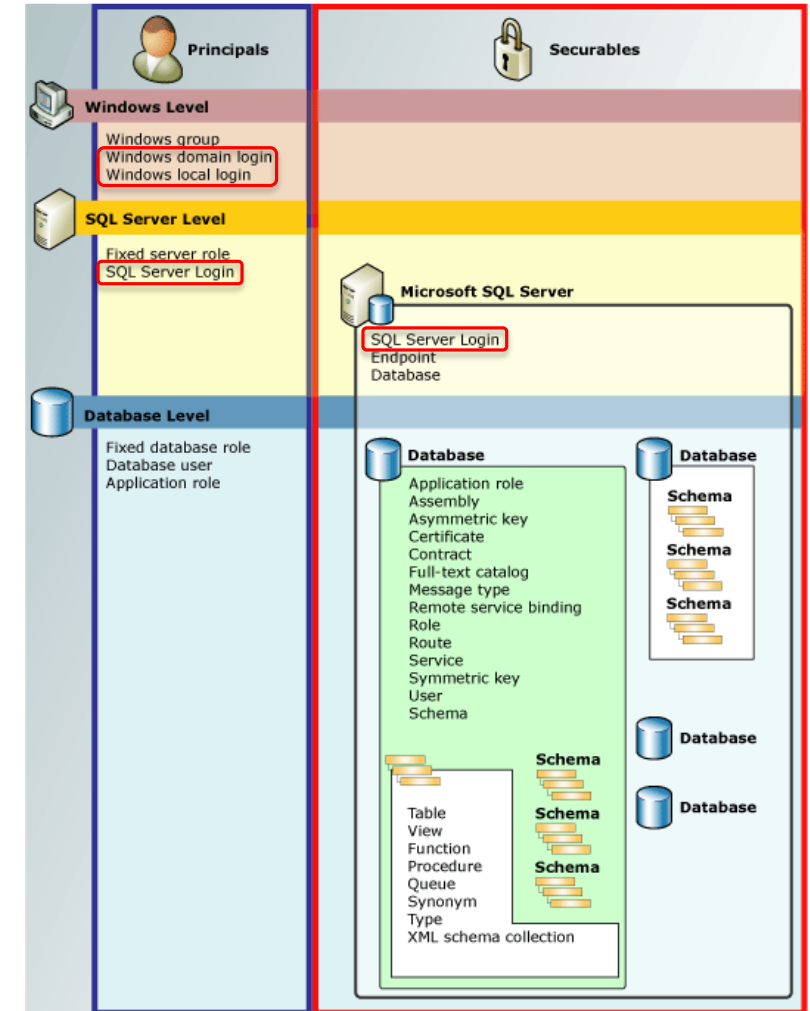 Principals
Securables
Windows Level
Windows group
Windows domain login
Windows local login
SQL Server Level
Fixed server role
SQL Server Login
Microsoft SQL Server
SQL Server Login
Endpoint
Database
Database Level
Fixed database role
Database user
Application role
Database
Application role
Assembly
Asymmetric key
Certificate
Contract
Full-text catalog
Message type
Remote service binding
Role
Route
Service
Symmetric key
User
Schema
Table
View
Function
Procedure
Queue
Synonym
Type
XML schema collection
Schema
Schema
Schema
Database
Schema
Schema
Schema
Database
Database